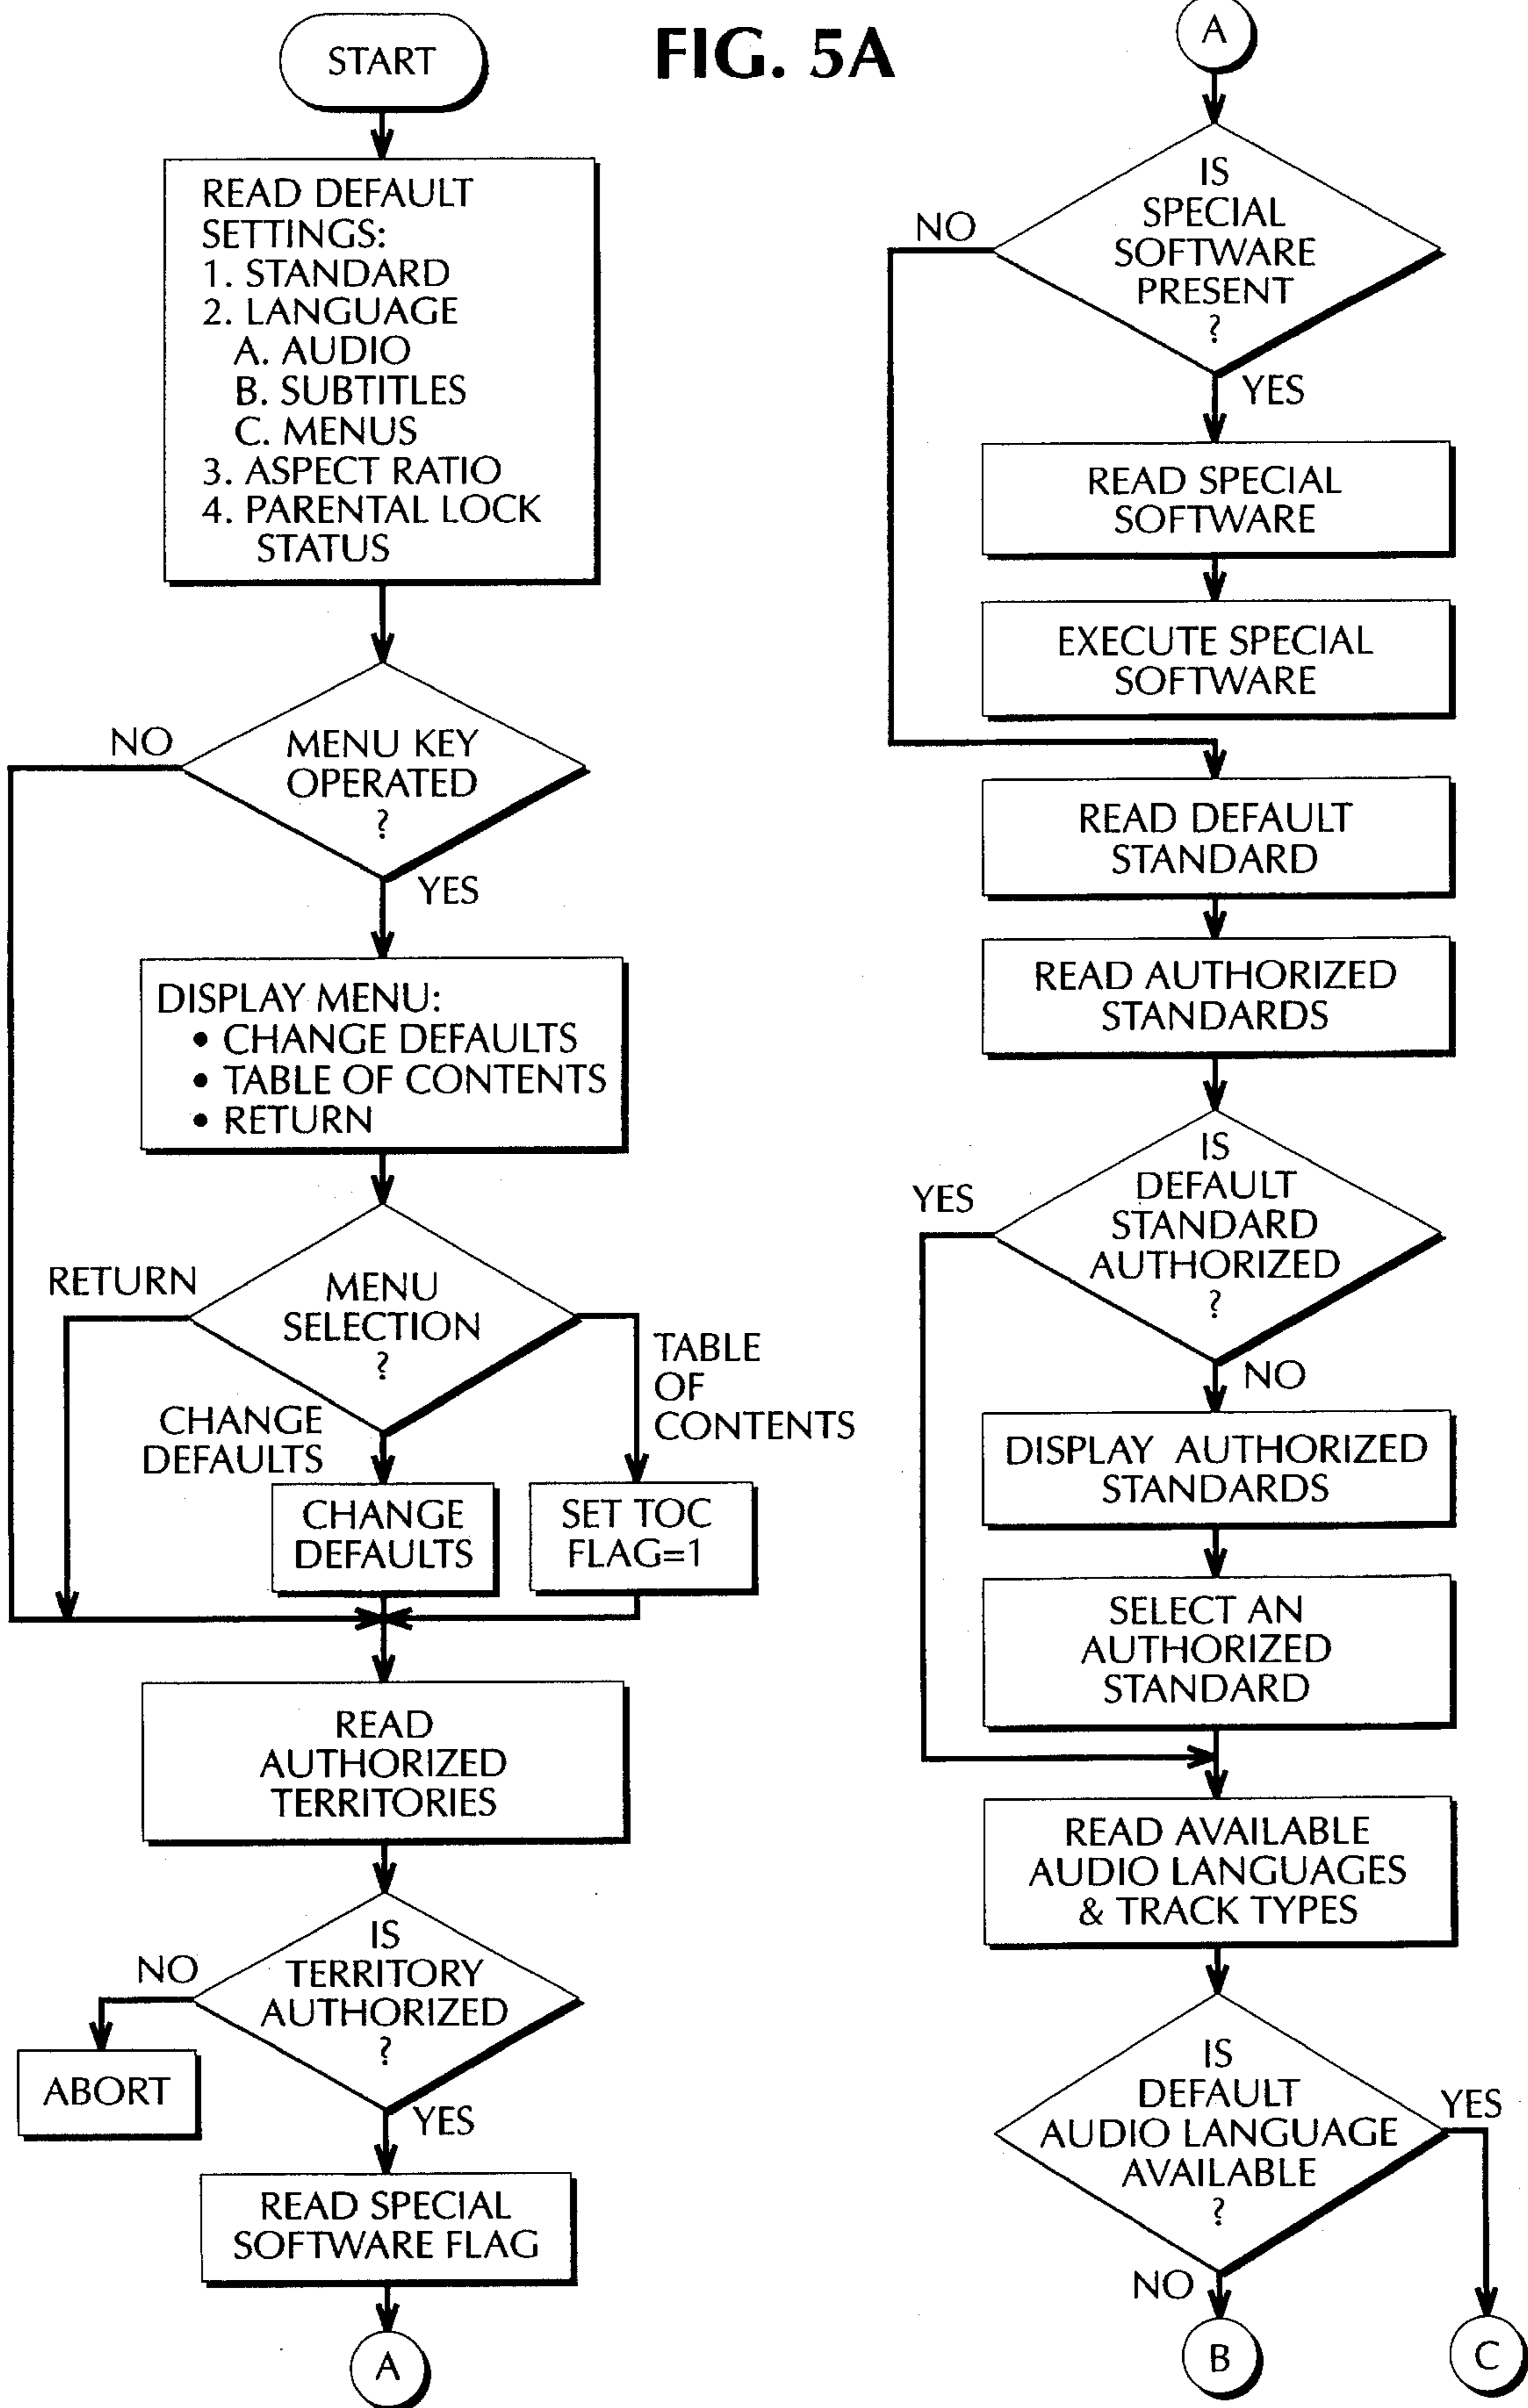 FIG. 5A
START
READ DEFAULT
SETTINGS:
1. STANDARD
2. LANGUAGE
A. AUDIO
B. SUBTITLES
C. MENUS
3. ASPECT RATIO
4. PARENTAL LOCK
STATUS
NO
MENU KEY
OPERATED
?
YES
DISPLAY MENU:
• CHANGE DEFAULTS
• TABLE OF CONTENTS
• RETURN
RETURN
MENU
SELECTION
?
TABLE
OF
CONTENTS
CHANGE
DEFAULTS
CHANGE
DEFAULTS
SET TOC
FLAG=1
READ
AUTHORIZED
TERRITORIES
NO
IS
TERRITORY
AUTHORIZED
?
ABORT
YES
READ SPECIAL
SOFTWARE FLAG
A
A
IS
SPECIAL
SOFTWARE
PRESENT
?
NO
YES
READ SPECIAL
SOFTWARE
EXECUTE SPECIAL
SOFTWARE
READ DEFAULT
STANDARD
READ AUTHORIZED
STANDARDS
YES
IS
DEFAULT
STANDARD
AUTHORIZED
?
NO
DISPLAY AUTHORIZED
STANDARDS
SELECT AN
AUTHORIZED
STANDARD
READ AVAILABLE
AUDIO LANGUAGES
& TRACK TYPES
IS
DEFAULT
AUDIO LANGUAGE
AVAILABLE
?
YES
NO
B
C